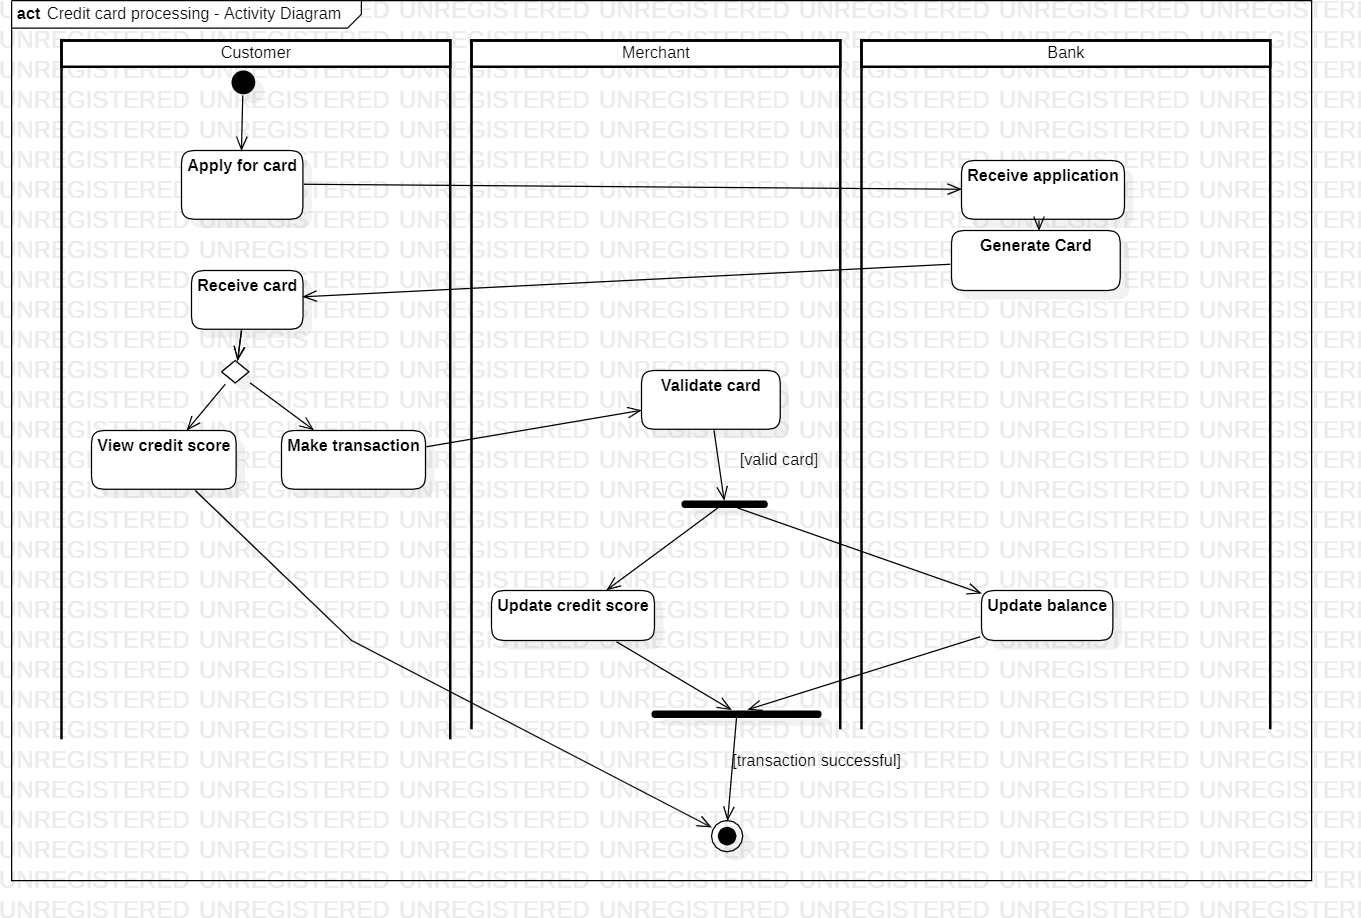 act Credit card processing - Activity Diagram
Customer
Merchant
Bank
Apply for card
Receive application
Generate Card
Receive card
Validate card
View credit score
Make transaction
[valid card]
Update credit score
Update balance
[transaction successful]
UNREGISTERED